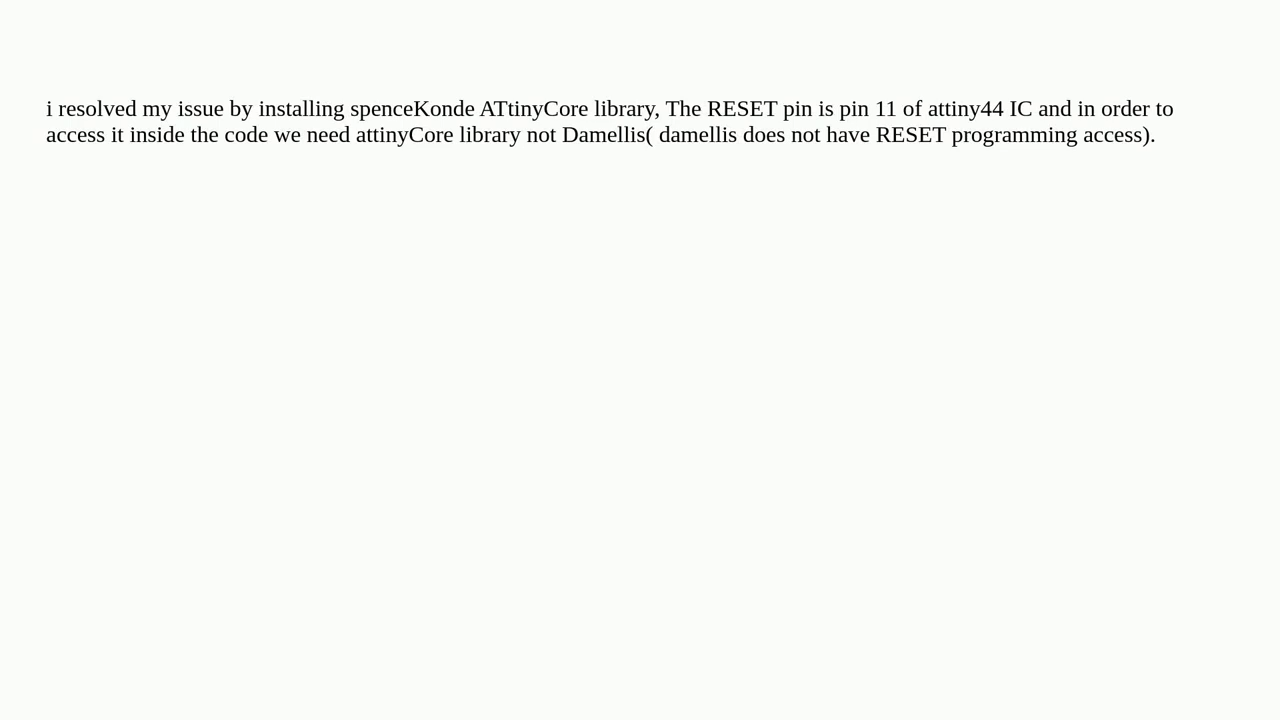 i resolved my issue by installing spenceKonde ATtinyCore library, The RESET pin is pin 11 of attiny44 IC and in order to
access it inside the code we need attinyCore library not Damellis( damellis does not have RESET programming access).